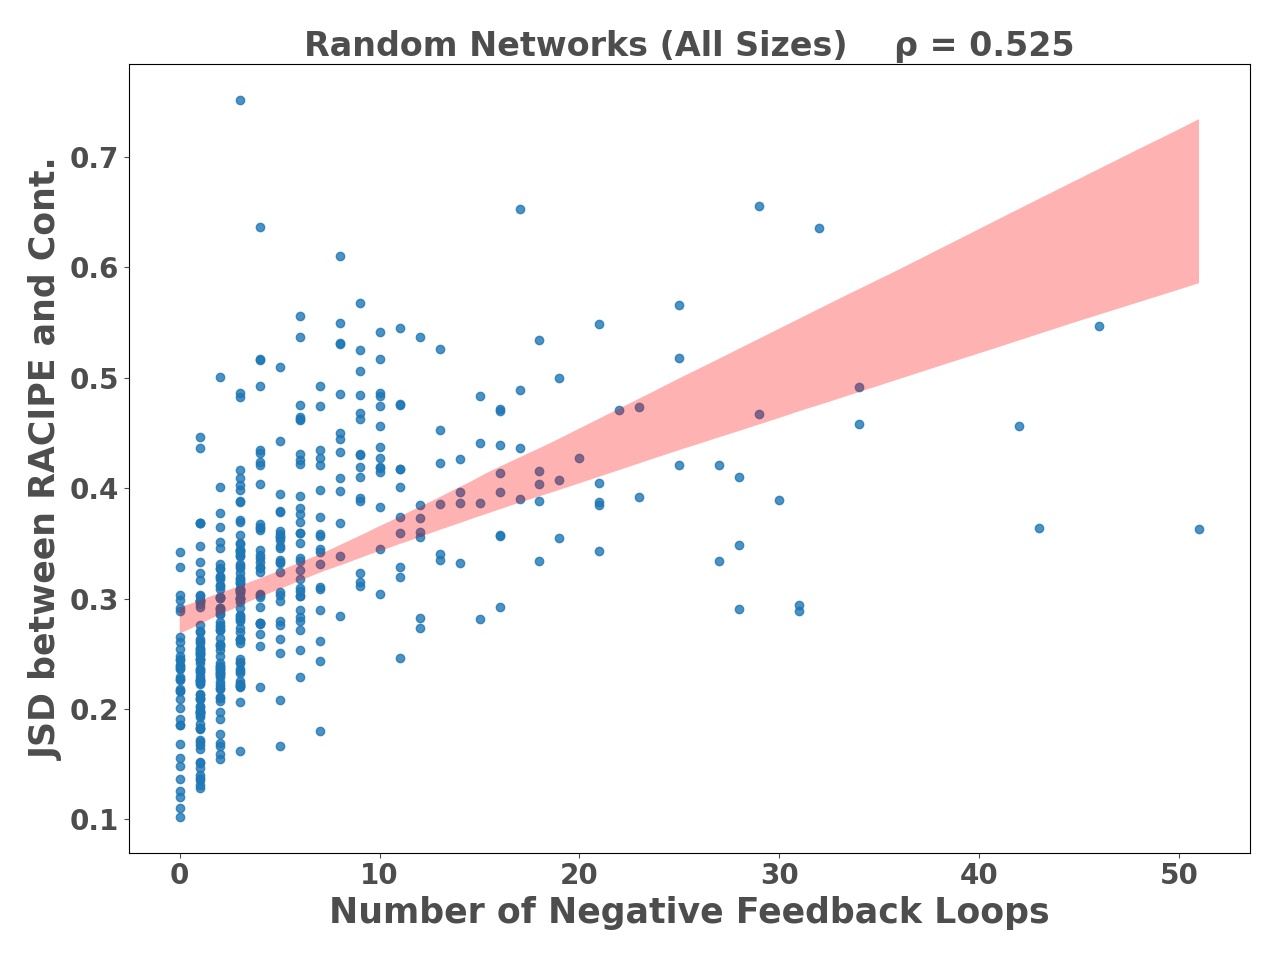 Random Networks (All Sizes) ρ = 0.525
JSD between RACIPE and Cont.
0.7
0.6
0.5
0.4
0.3
0.2
0.1
0 10 20 30 40 50
Number of Negative Feedback Loops